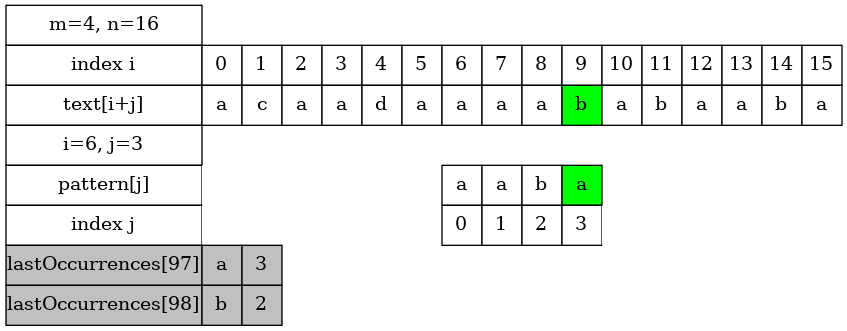 m=4, n=16
index i 0 1 2 3 4 5 6 7 8 9 10 11 12 13 14 15
text[i+j] a c a a d a a a a b a b a a b a
i=6, j=3
pattern[j] a a b a
index j 0 1 2 3
lastOccurrences[97] a 3
lastOccurrences[98] b 2